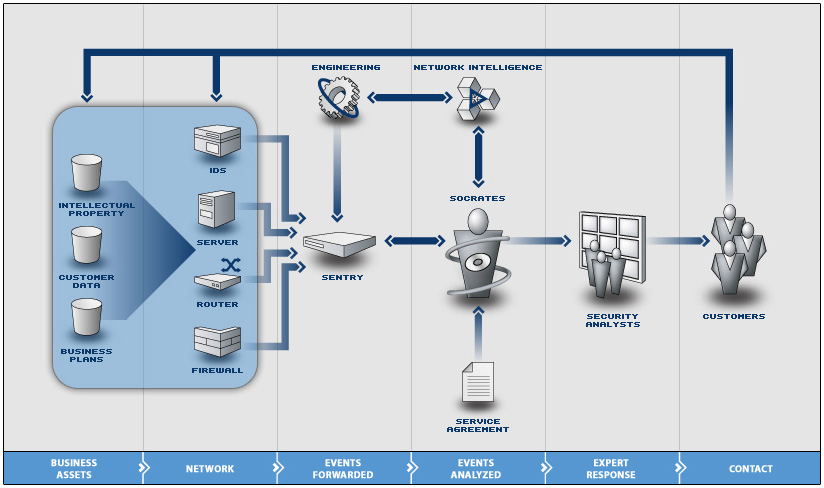 ENGINEERING
NETWORK INTELLIGENCE
IDS
INTELLECTUAL
PROPERTY
SERVER
SOCRATES
CUSTOMER
DATA
ROUTER
SENTRY
SECURITY
ANALYSTS
CUSTOMERS
BUSINESS
PLANS
FIREWALL
SERVICE
AGREEMENT
BUSINESS
ASSETS
NETWORK
EVENTS
FORWARDED
EVENTS
ANALYZED
EXPERT
RESPONSE
CONTACT